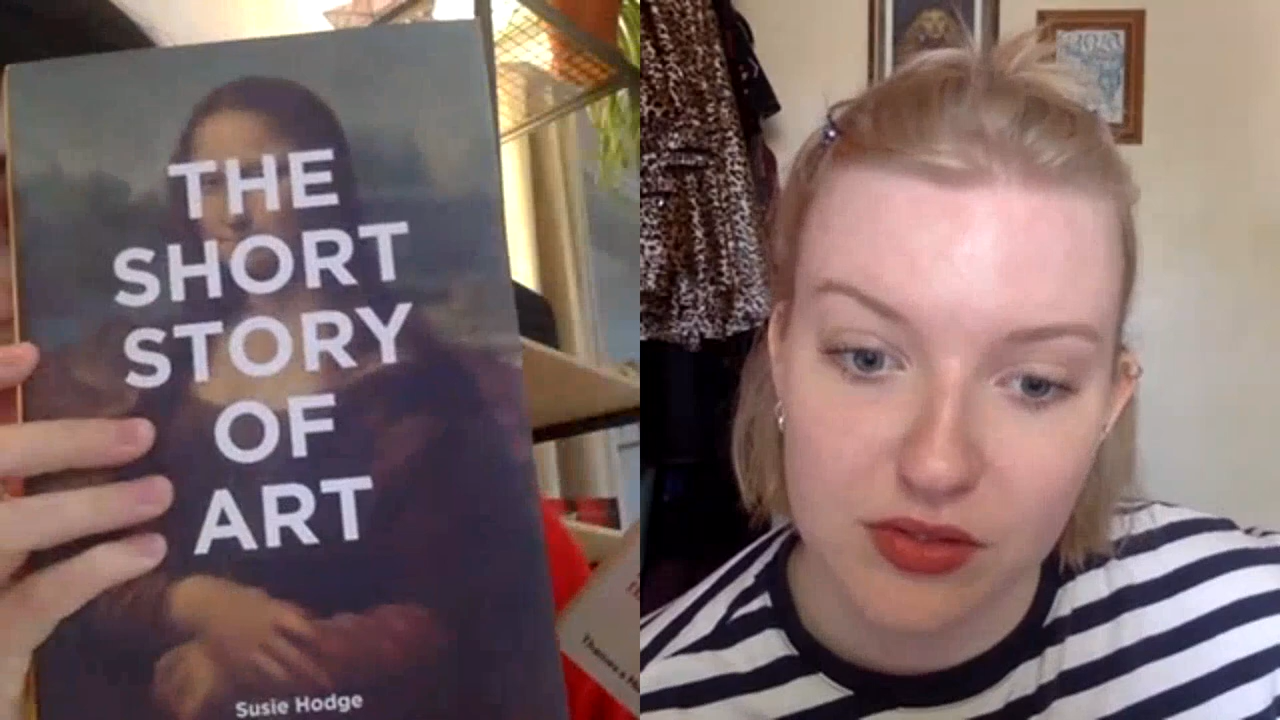 THE
SHORT
STORY
OF
ART
Susie Hodge